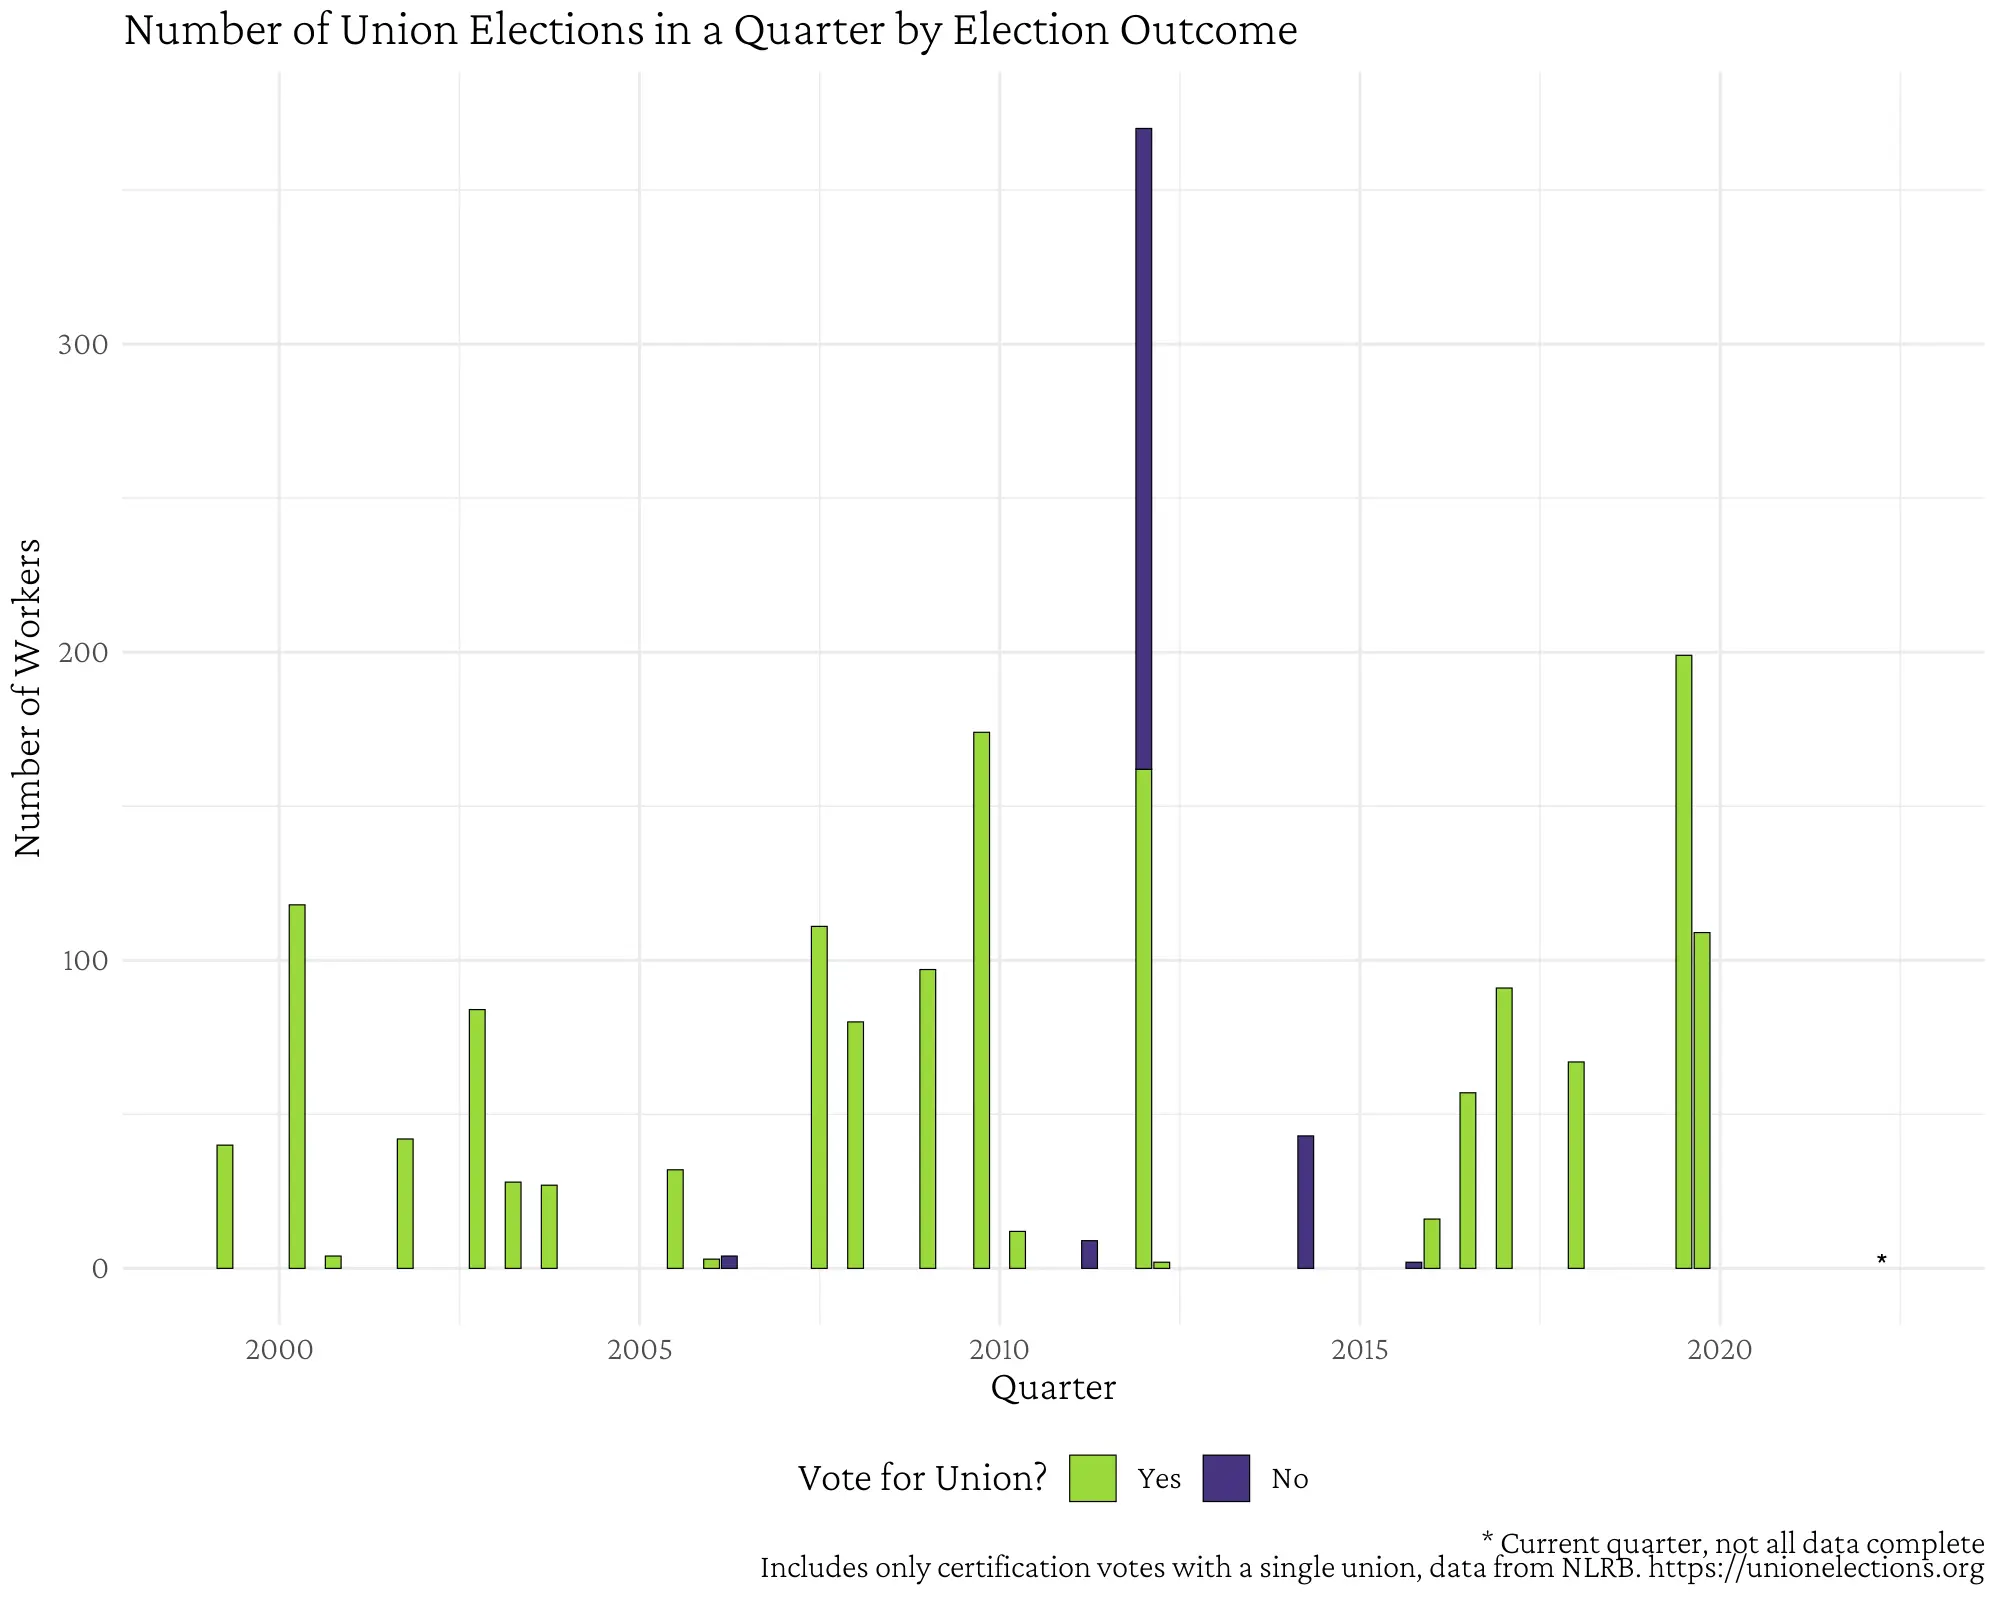 Number of Union Elections in a Quarter by Election Outcome
Number of Workers
300
200
100
0
*
2000 2005 2010 2015 2020
Quarter
Vote for Union? Yes No
* Current quarter, not all data complete
Includes only certification votes with a single union, data from NLRB. https://unionelections.org